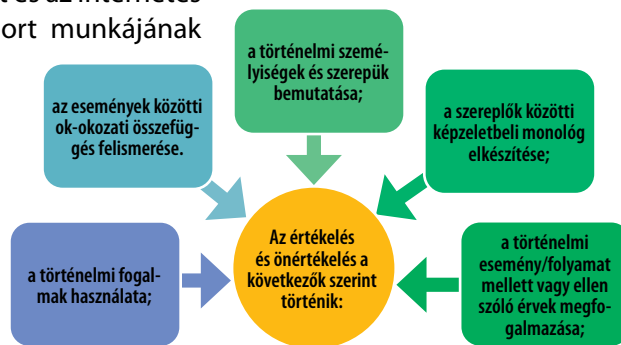 és az internetes
ort munkájának
a történelmi szemé-
lyiségek és szerepük
bemutatása;
az események közötti
ok-okozati összefüg-
gés felismerése.
a szereplők közötti
képzeletbeli monológ
elkészítése;
Az értékelés
és önértékelés a
következők szerint
történik:
a történelmi fogal-
mak használata;
a történelmi
esemény/folyamat
mellett vagy ellen
szóló érvek megfo-
galmazása;